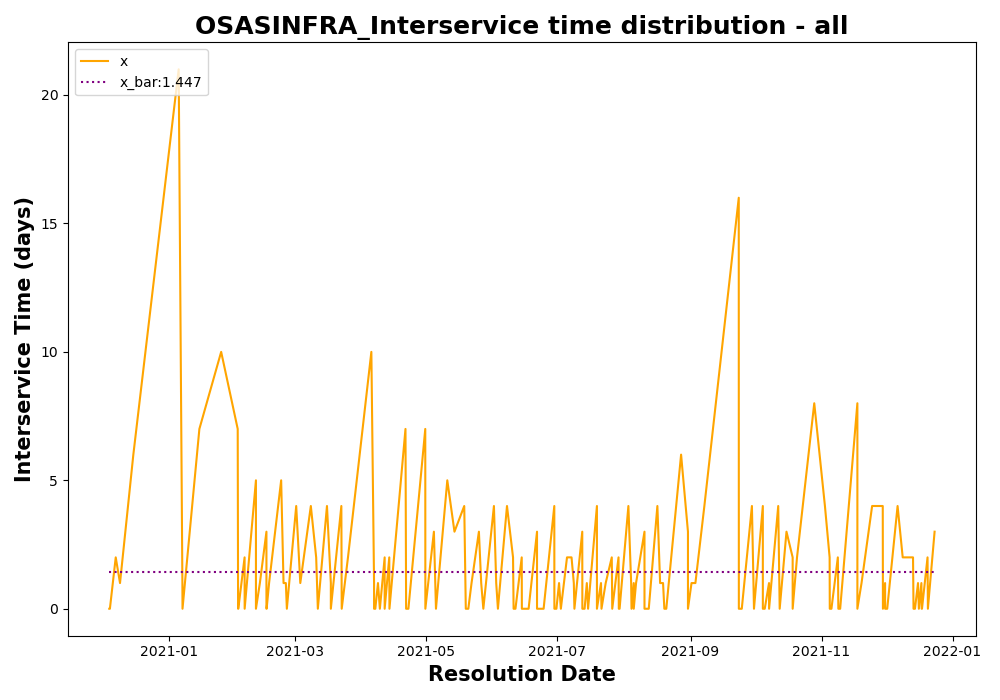 OSASINFRA_Interservice time distribution - all
x
x_bar:1.447
20
15
10
5
0
Interservice Time (days)
2021-01
2021-03
2021-05
2021-07
2021-09
2021-11
2022-01
Resolution Date